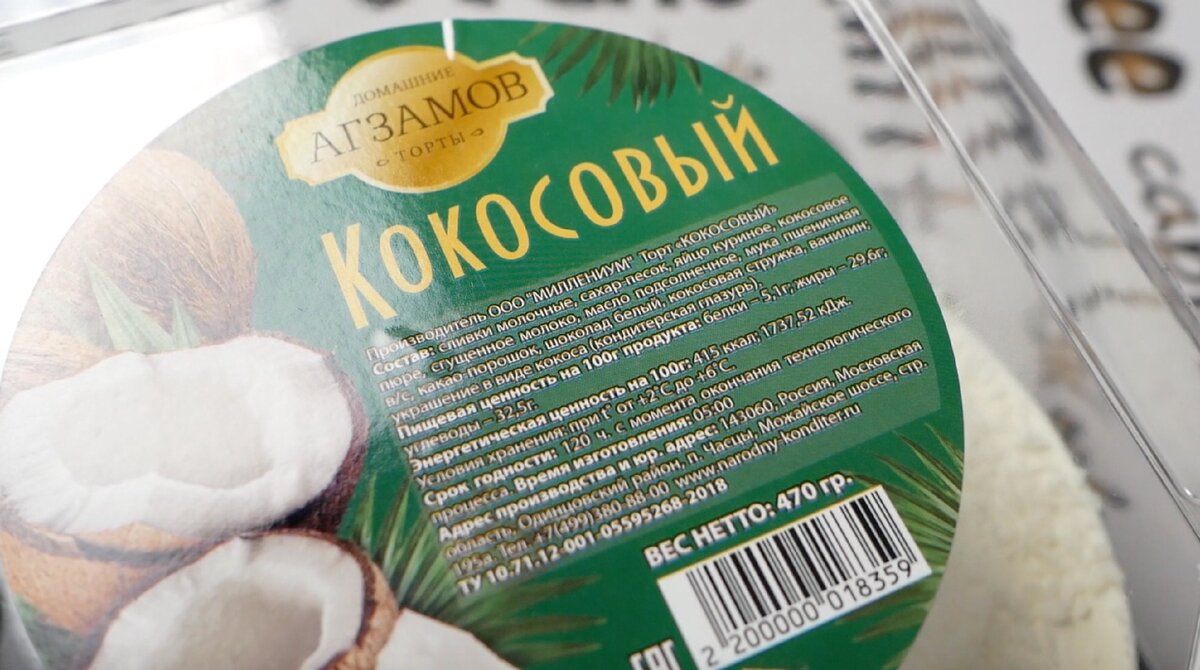 ДОМАШНИЕ
АГЗАМОВ
ТОРТЫ
КОКОСОВЫЙ
Производитель ООО "МИЛЛЕНИУМ" Торт «КОКОСОВЫЙ»
Состав: сливки молочные, сахар-песок, яйцо куриное, кокосовое
пюре, сгущенное молоко, масло подсолнечное, мука пшеничная
в/с, какао-порошок, шоколад белый, кокосовая стружка, ванилин;
украшение в виде кокоса (кондитерская глазурь).
Пищевая ценность на 100г продукта: белки – 5,1г; жиры – 29,6г;
углеводы – 32,5г.
Энергетическая ценность на 100г: 415 ккал; 1737,52 кДж.
Условия хранения: при t° от +2°С до +6°С.
Срок годности: 120 ч. с момента окончания технологического
процесса. Время изготовления: 05:00
Адрес производства и юр. адрес: 143060, Россия, Московская
область, Одинцовский район, п. Часцы, Можайское шоссе, стр.
195а Тел. +7(499)380-88-00 www.narodny-konditer.ru
ТУ 10.71.12-001-05595268-2018
ВЕС НЕТТО: 470 гр.
2 200000 018359